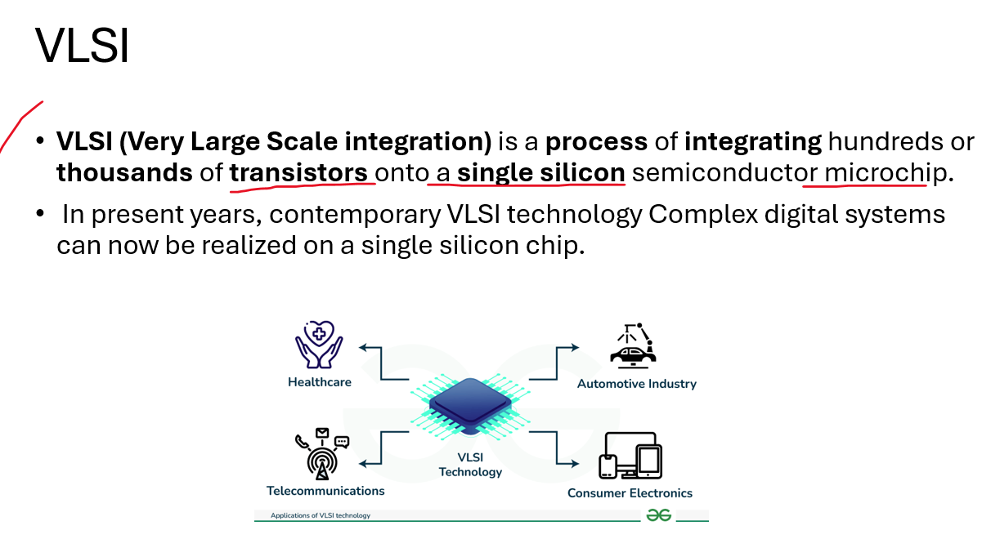 VLSI
• VLSI (Very Large Scale integration) is a process of integrating hundreds or
thousands of transistors onto a single silicon semiconductor microchip.
• In present years, contemporary VLSI technology Complex digital systems
can now be realized on a single silicon chip.
Healthcare
Automotive Industry
VLSI
Technology
Telecommunications
Consumer Electronics
Applications of VLSI technology